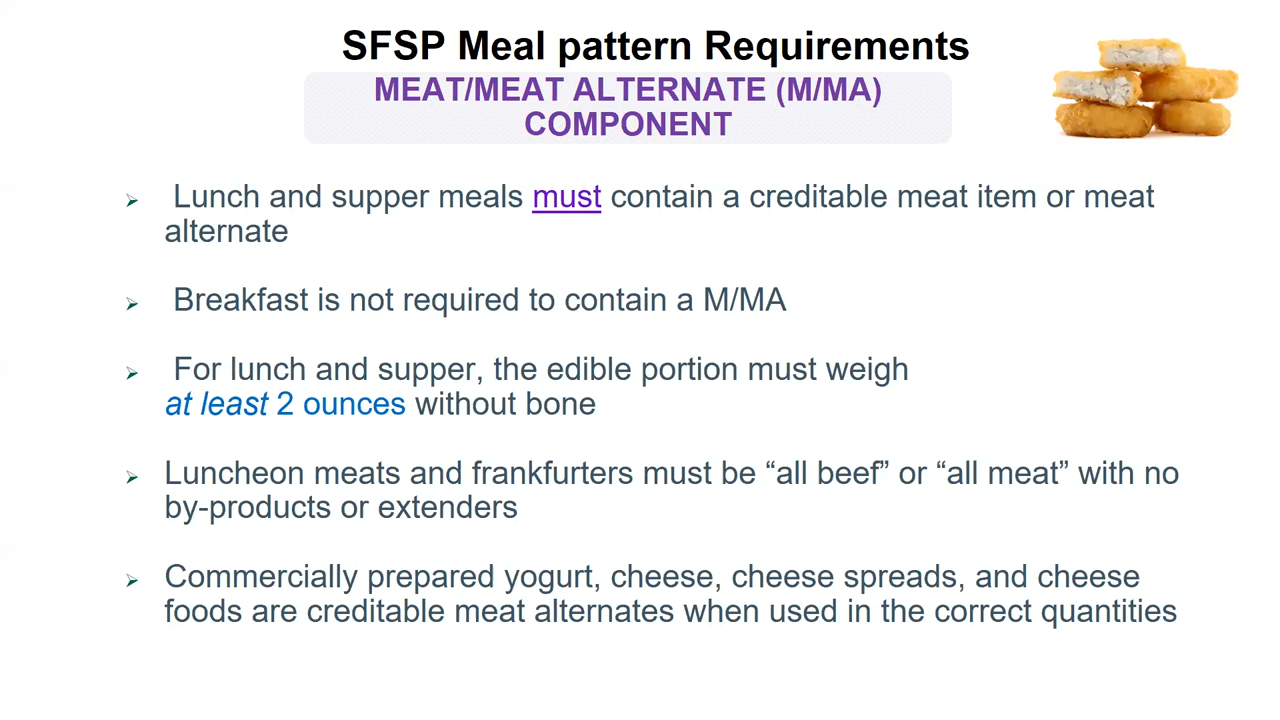 SFSP Meal pattern Requirements
MEAT/MEAT ALTERNATE (M/MA)
COMPONENT
Lunch and supper meals must contain a creditable meat item or meat
alternate
Breakfast is not required to contain a M/MA
For lunch and supper, the edible portion must weigh
at least 2 ounces without bone
Luncheon meats and frankfurters must be “all beef” or “all meat” with no
by-products or extenders
Commercially prepared yogurt, cheese, cheese spreads, and cheese
foods are creditable meat alternates when used in the correct quantities